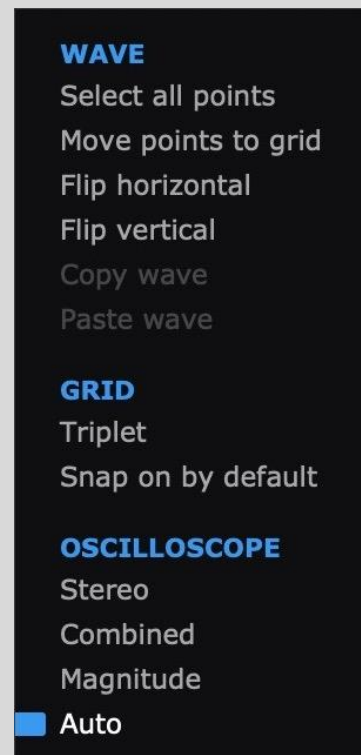 WAVE
Select all points
Move points to grid
Flip horizontal
Flip vertical
Copy wave
Paste wave
GRID
Triplet
Snap on by default
OSCILLOSCOPE
Stereo
Combined
Magnitude
Auto